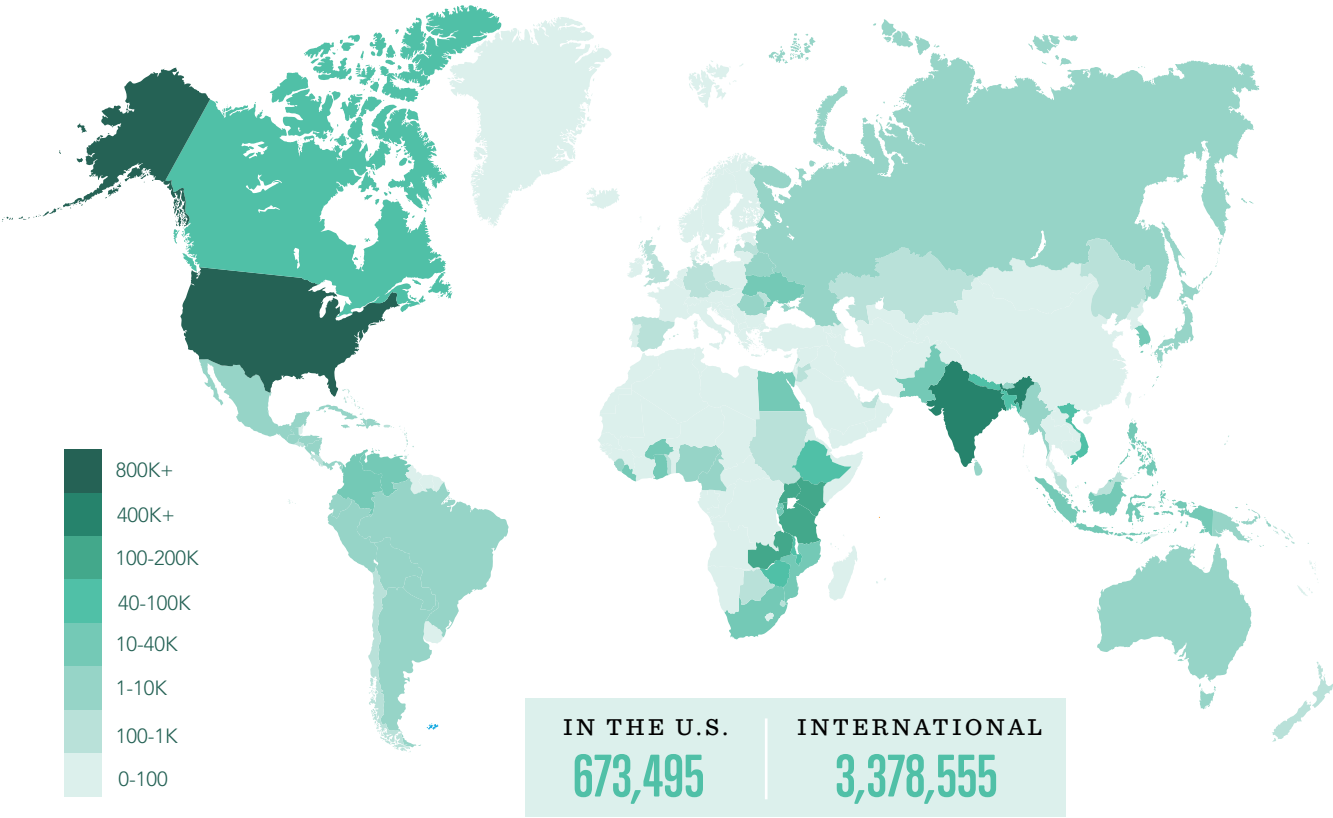 800K+
400K+
100-200K
40-100K
10-40K
1-10K
100-1K
0-100
IN THE U.S.
673,495
INTERNATIONAL
3,378,555